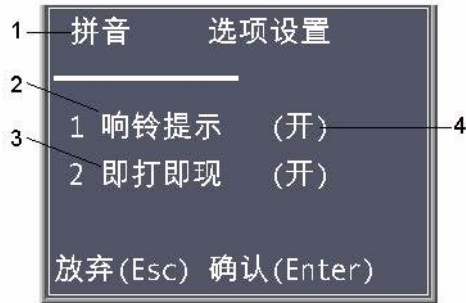 1 拼音 选项设置
2
1 响铃提示 (开) 4
3
2 即打即现 (开)
放弃(Esc) 确认(Enter)